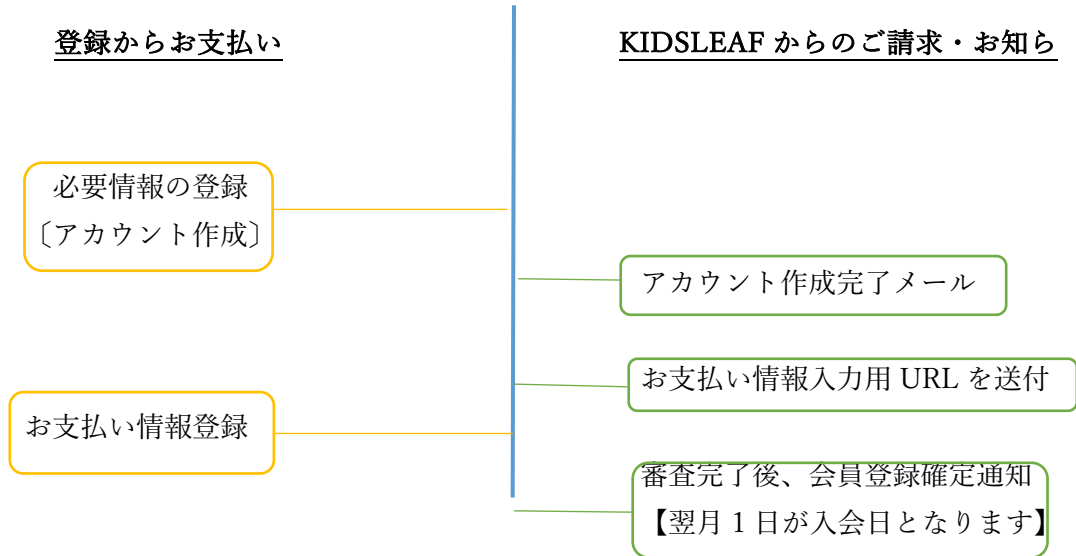 登録からお支払い
KIDSLEAF からのご請求・お知ら
必要情報の登録
〔アカウント作成〕
アカウント作成完了メール
お支払い情報入力用 URL を送付
お支払い情報登録
審査完了後、会員登録確定通知
【翌月 1 日が入会日となります】